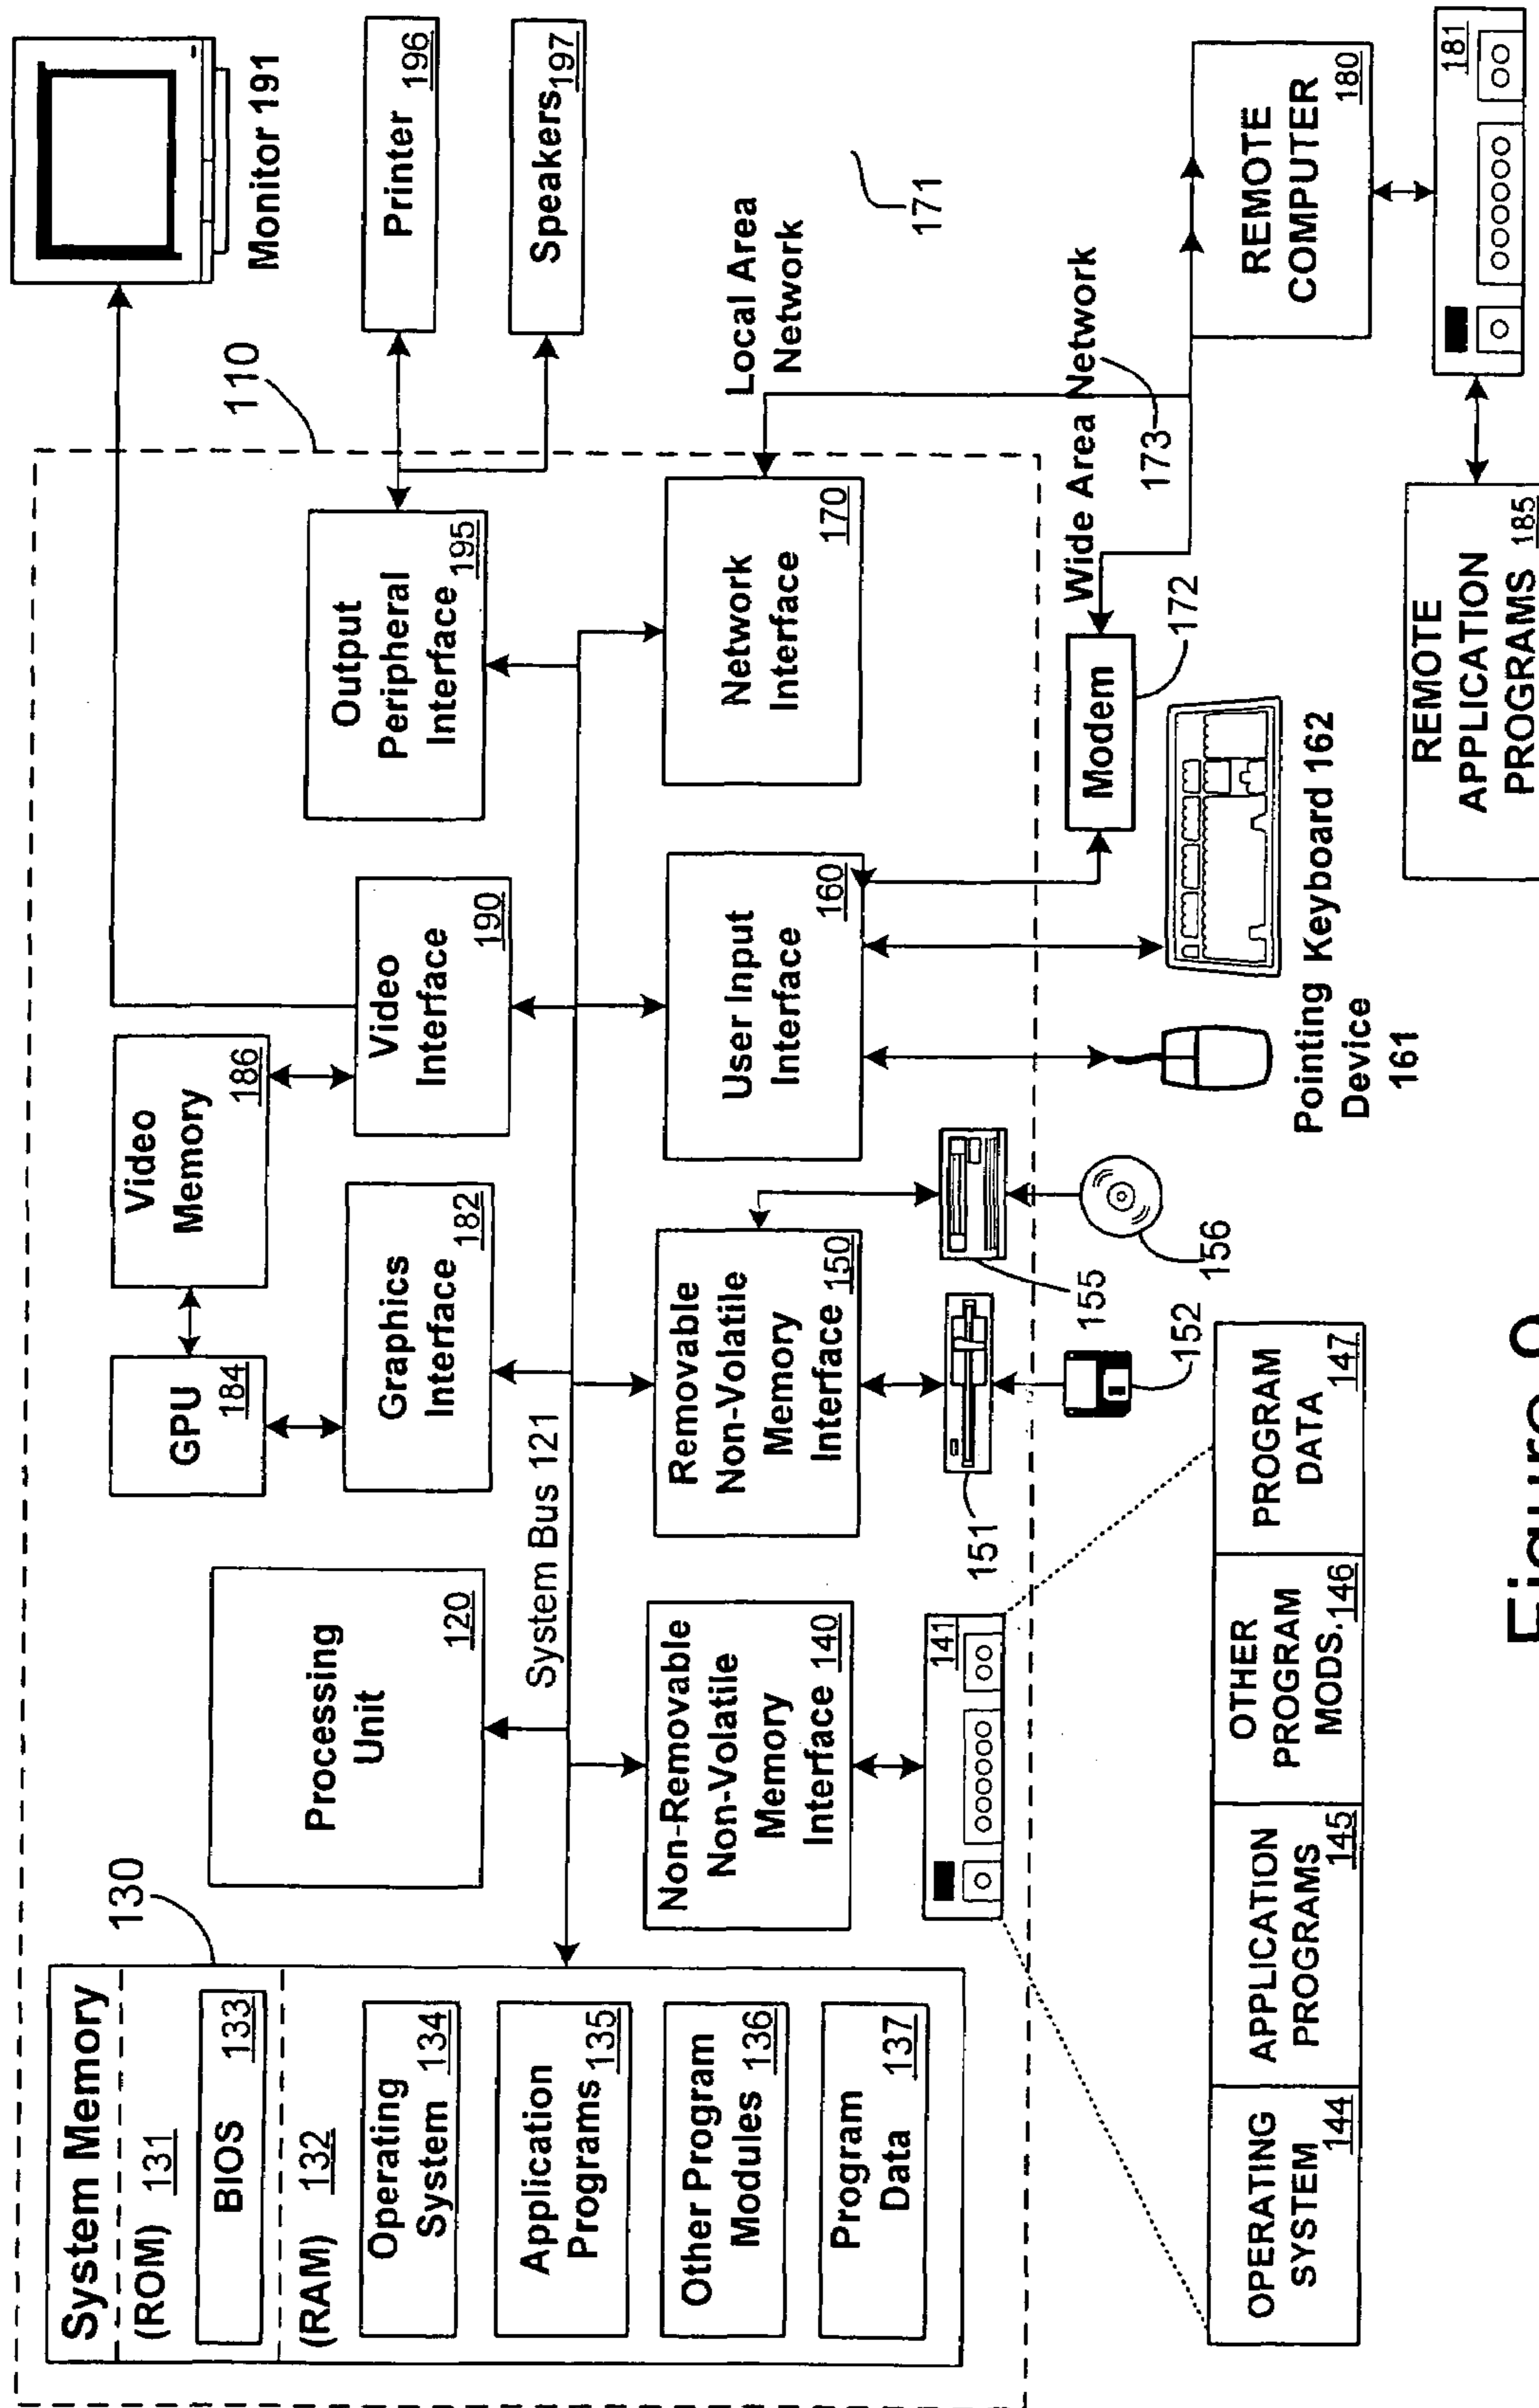 System Memory
130
(ROM) 131
BIOS 133
(RAM) 132
Operating
System 134
Application
Programs 135
Other Program
Modules 136
Program
Data 137
Processing
Unit
120
System Bus 121
GPU
184
Video
Memory
186
Graphics
Interface
182
Video
Interface
190
Output
Peripheral
Interface 195
110
Monitor 191
Printer
196
Speakers 197
Non-Removable
Non-Volatile
Memory
Interface 140
Removable
Non-Volatile
Memory
Interface 150
User Input
Interface
160
Network
Interface
170
Local Area
Network
171
141
151
155
152
156
Modem
172
Wide Area Network
173
REMOTE
COMPUTER
180
181
Pointing
Device
161
Keyboard 162
OPERATING
SYSTEM 144
APPLICATION
PROGRAMS 145
OTHER
PROGRAM
MODS. 146
PROGRAM
DATA 147
REMOTE
APPLICATION
PROGRAMS 185
Figure